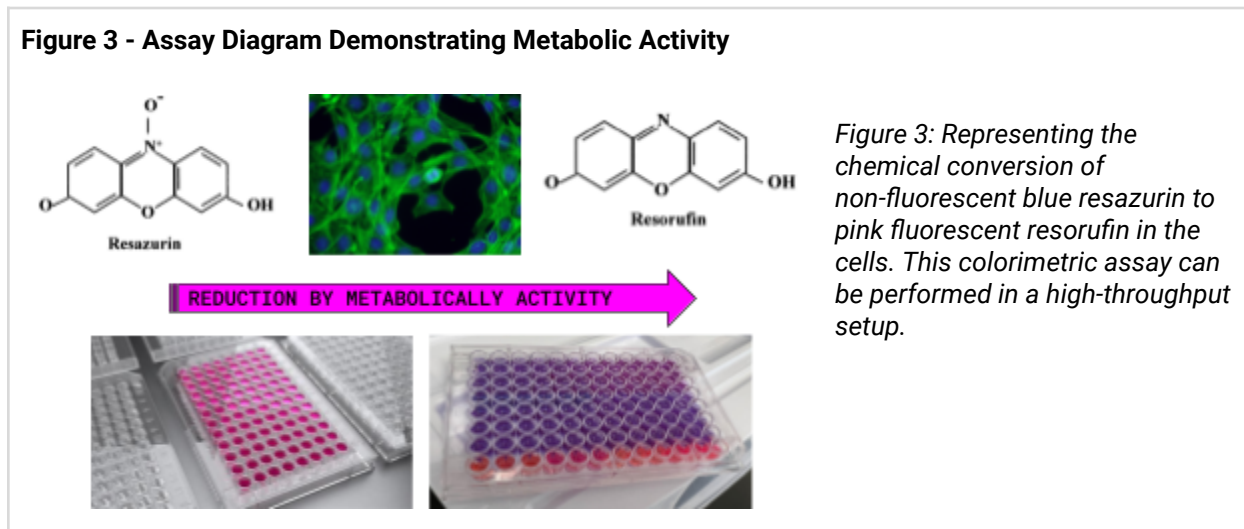 Figure 3 - Assay Diagram Demonstrating Metabolic Activity
O⁻
N⁺
O
O
OH
Resazurin
N
O
O
OH
Resorufin
REDUCTION BY METABOLICALLY ACTIVITY
Figure 3: Representing the
chemical conversion of
non-fluorescent blue resazurin to
pink fluorescent resorufin in the
cells. This colorimetric assay can
be performed in a high-throughput
setup.